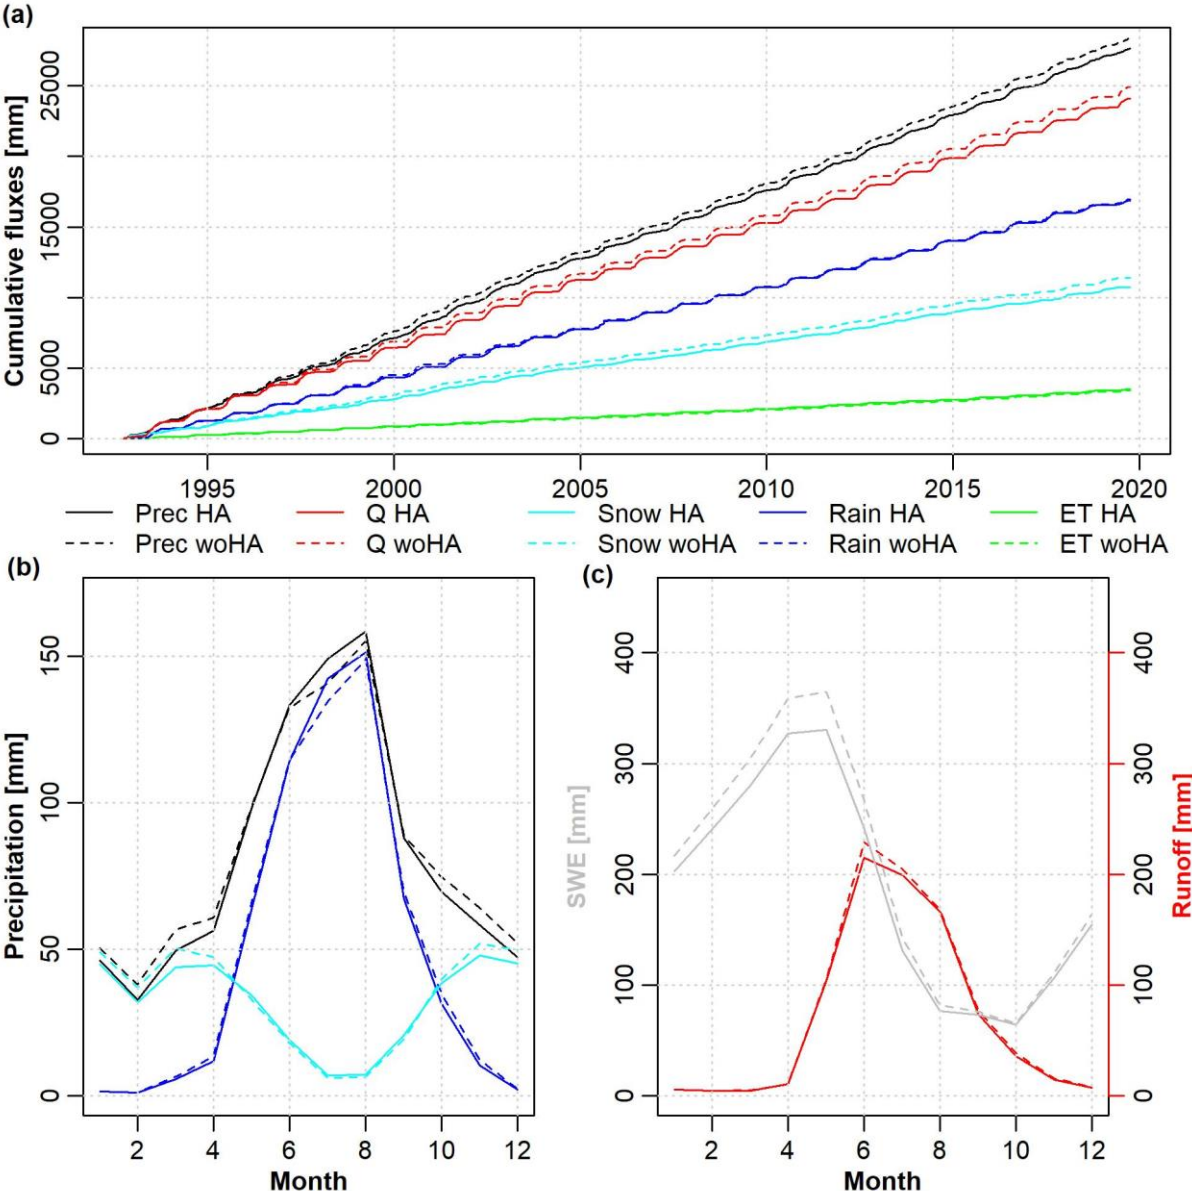 (a)
Cumulative fluxes [mm]
25000
15000
5000
0
1995 2000 2005 2010 2015 2020
Prec HA Q HA Snow HA Rain HA ET HA
Prec woHA Q woHA Snow woHA Rain woHA ET woHA
(b)
Precipitation [mm]
150
100
50
0
2 4 6 8 10 12
Month
(c)
SWE [mm]
400
300
200
100
0
2 4 6 8 10 12
Month
400
300
200
100
0
Runoff [mm]